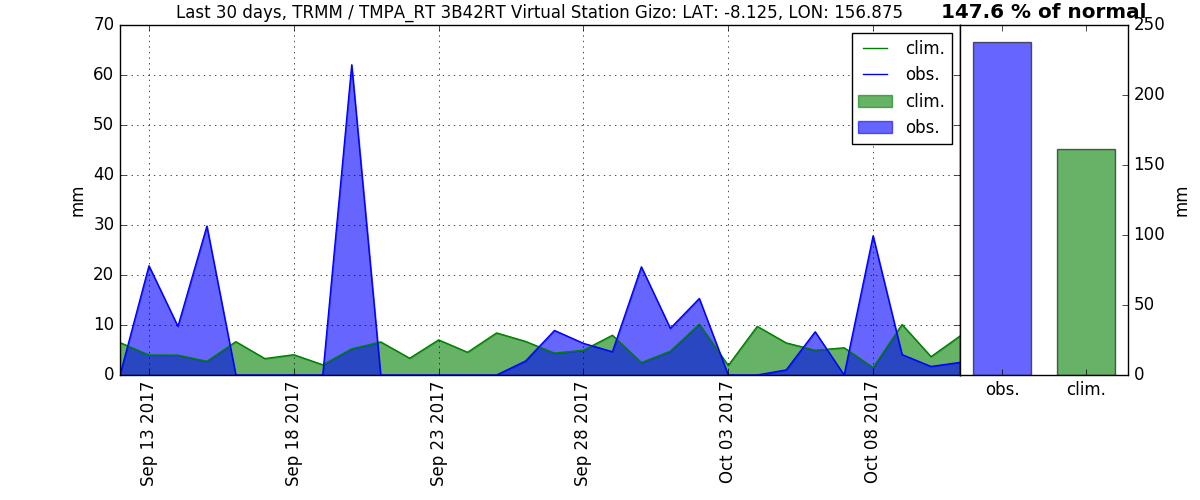 Last 30 days, TRMM / TMPA_RT 3B42RT Virtual Station Gizo: LAT: -8.125, LON: 156.875
147.6 % of normal
70
60
50
40
30
20
10
0
mm
clim.
obs.
clim.
obs.
Sep 13 2017
Sep 18 2017
Sep 23 2017
Sep 28 2017
Oct 03 2017
Oct 08 2017
250
200
150
100
50
0
mm
obs.
clim.